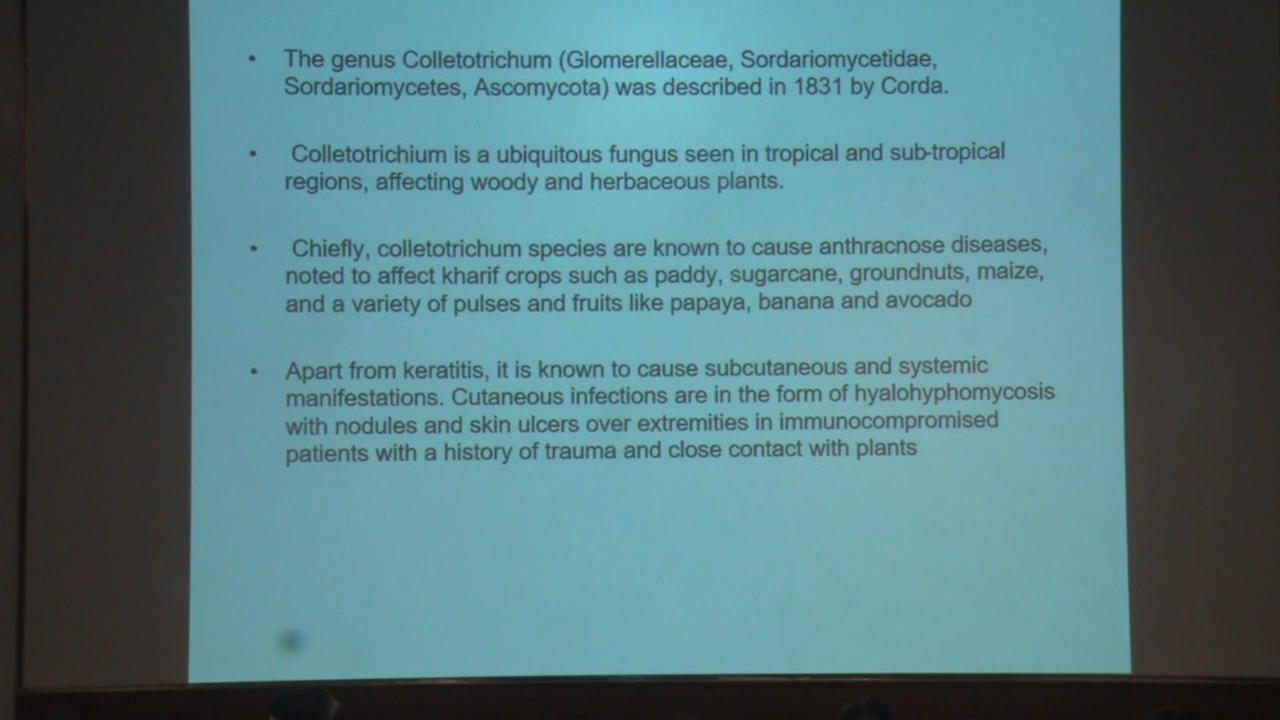 • The genus Colletotrichum (Glomerellaceae, Sordariomycetidae,
Sordariomycetes, Ascomycota) was described in 1831 by Corda.
• Colletotrichium is a ubiquitous fungus seen in tropical and sub-tropical
regions, affecting woody and herbaceous plants.
• Chiefly, colletotrichum species are known to cause anthracnose diseases,
noted to affect kharif crops such as paddy, sugarcane, groundnuts, maize,
and a variety of pulses and fruits like papaya, banana and avocado
• Apart from keratitis, it is known to cause subcutaneous and systemic
manifestations. Cutaneous infections are in the form of hyalohyphomycosis
with nodules and skin ulcers over extremities in immunocompromised
patients with a history of trauma and close contact with plants